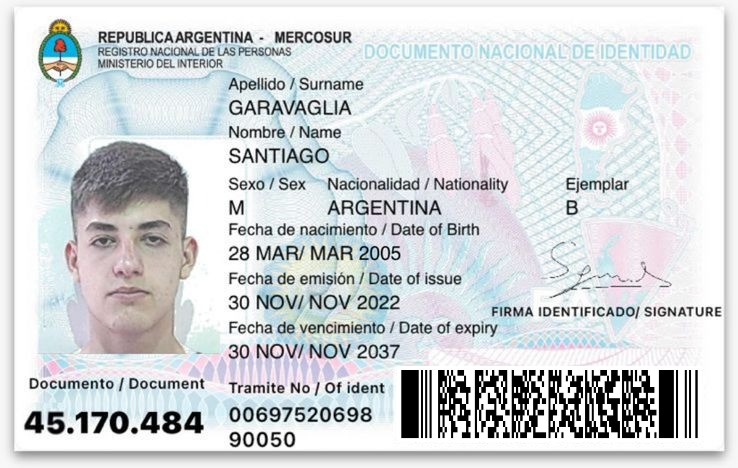 REPUBLICA ARGENTINA - MERCOSUR
REGISTRO NACIONAL DE LAS PERSONAS
MINISTERIO DEL INTERIOR
DOCUMENTO NACIONAL DE IDENTIDAD
Apellido / Surname
GARAVAGLIA
Nombre / Name
SANTIAGO
Sexo / Sex Nacionalidad / Nationality Ejemplar
M ARGENTINA B
Fecha de nacimiento / Date of Birth
28 MAR/ MAR 2005
Fecha de emisión / Date of issue
30 NOV/ NOV 2022
FIRMA IDENTIFICADO/ SIGNATURE
Fecha de vencimiento / Date of expiry
30 NOV/ NOV 2037
Documento / Document
45.170.484
Tramite No / Of ident
00697520698
90050